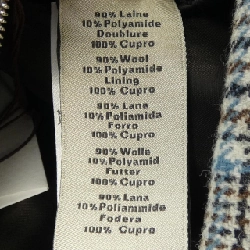 90% Laine
10% Polyamide
Doublure
100% Cupro
90% Wool
10% Polyamide
Lining
100% Cupro
90% Lana
10% Poliamida
Forro
100% Cupro
90% Wolle
10% Polyamid
Futter
100% Cupro
90% Lana
10% Poliammide
Fodera
100% Cupro